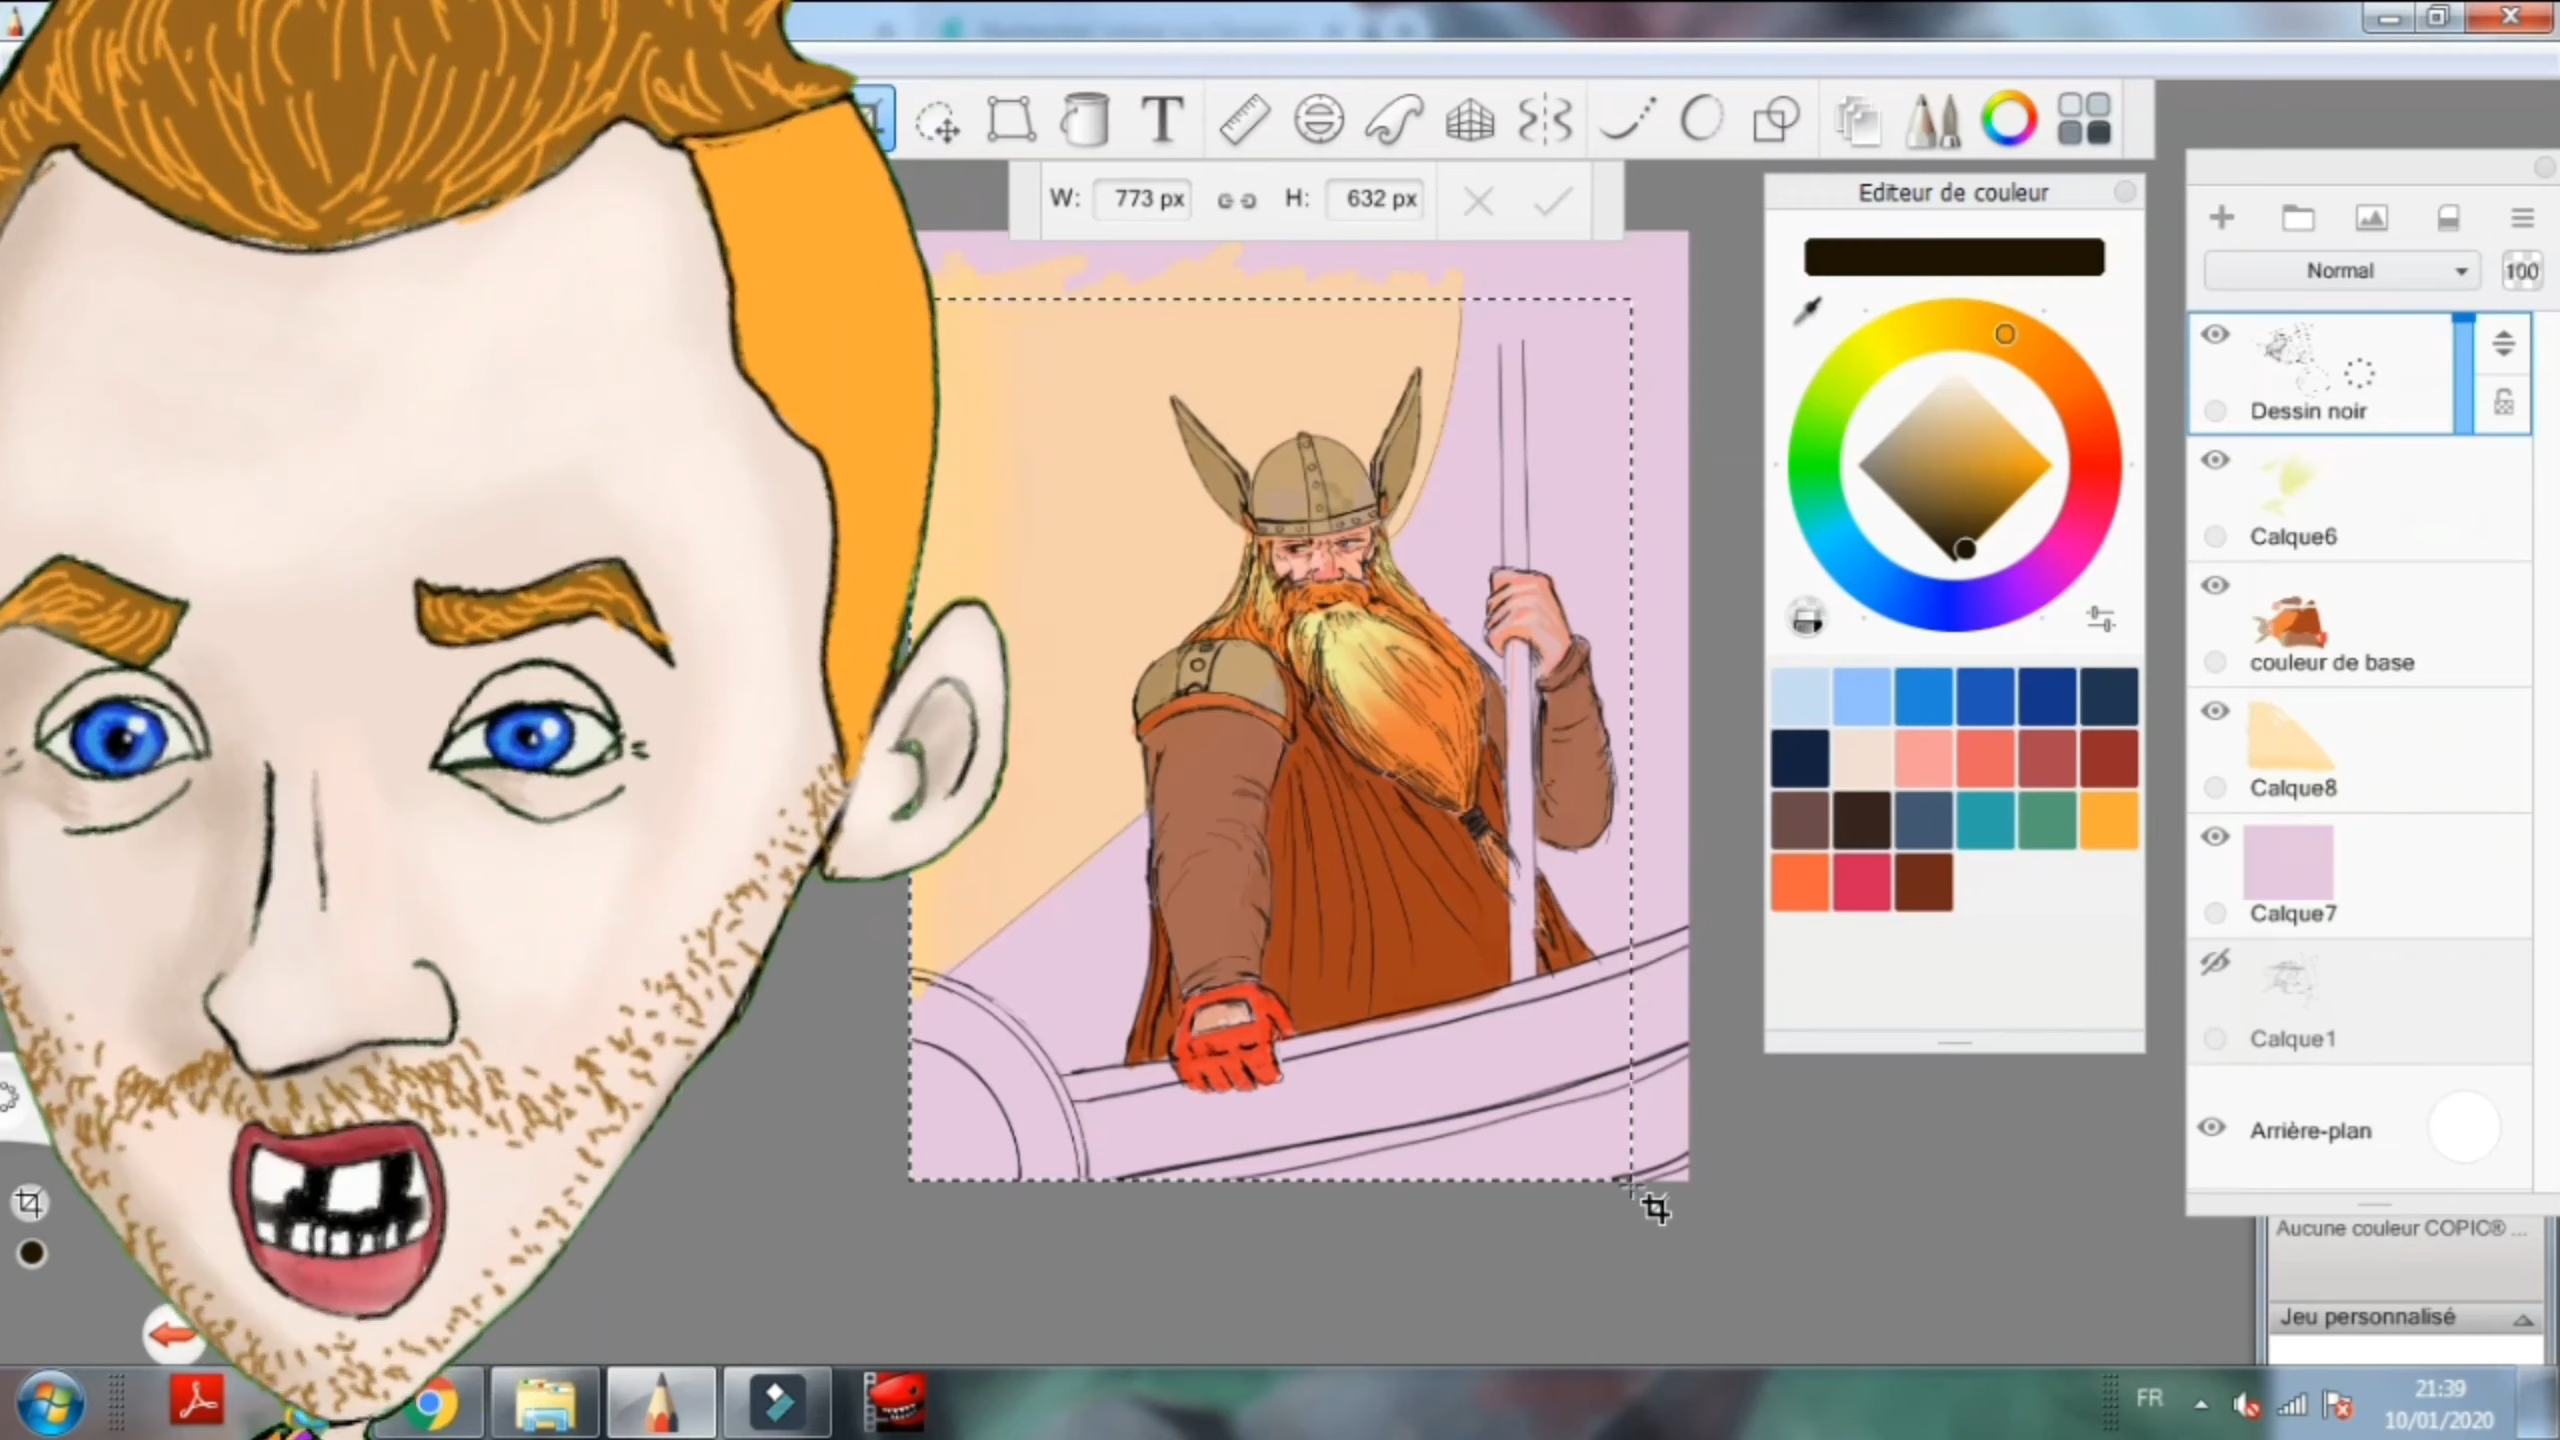 T
W: 773 px H: 632 px
Editeur de couleur
Normal 100
Dessin noir
Calque6
couleur de base
Calque8
Calque7
Calque1
Arrière-plan
Aucune couleur COPIC® ...
Jeu personnalisé
FR
21:39
10/01/2020